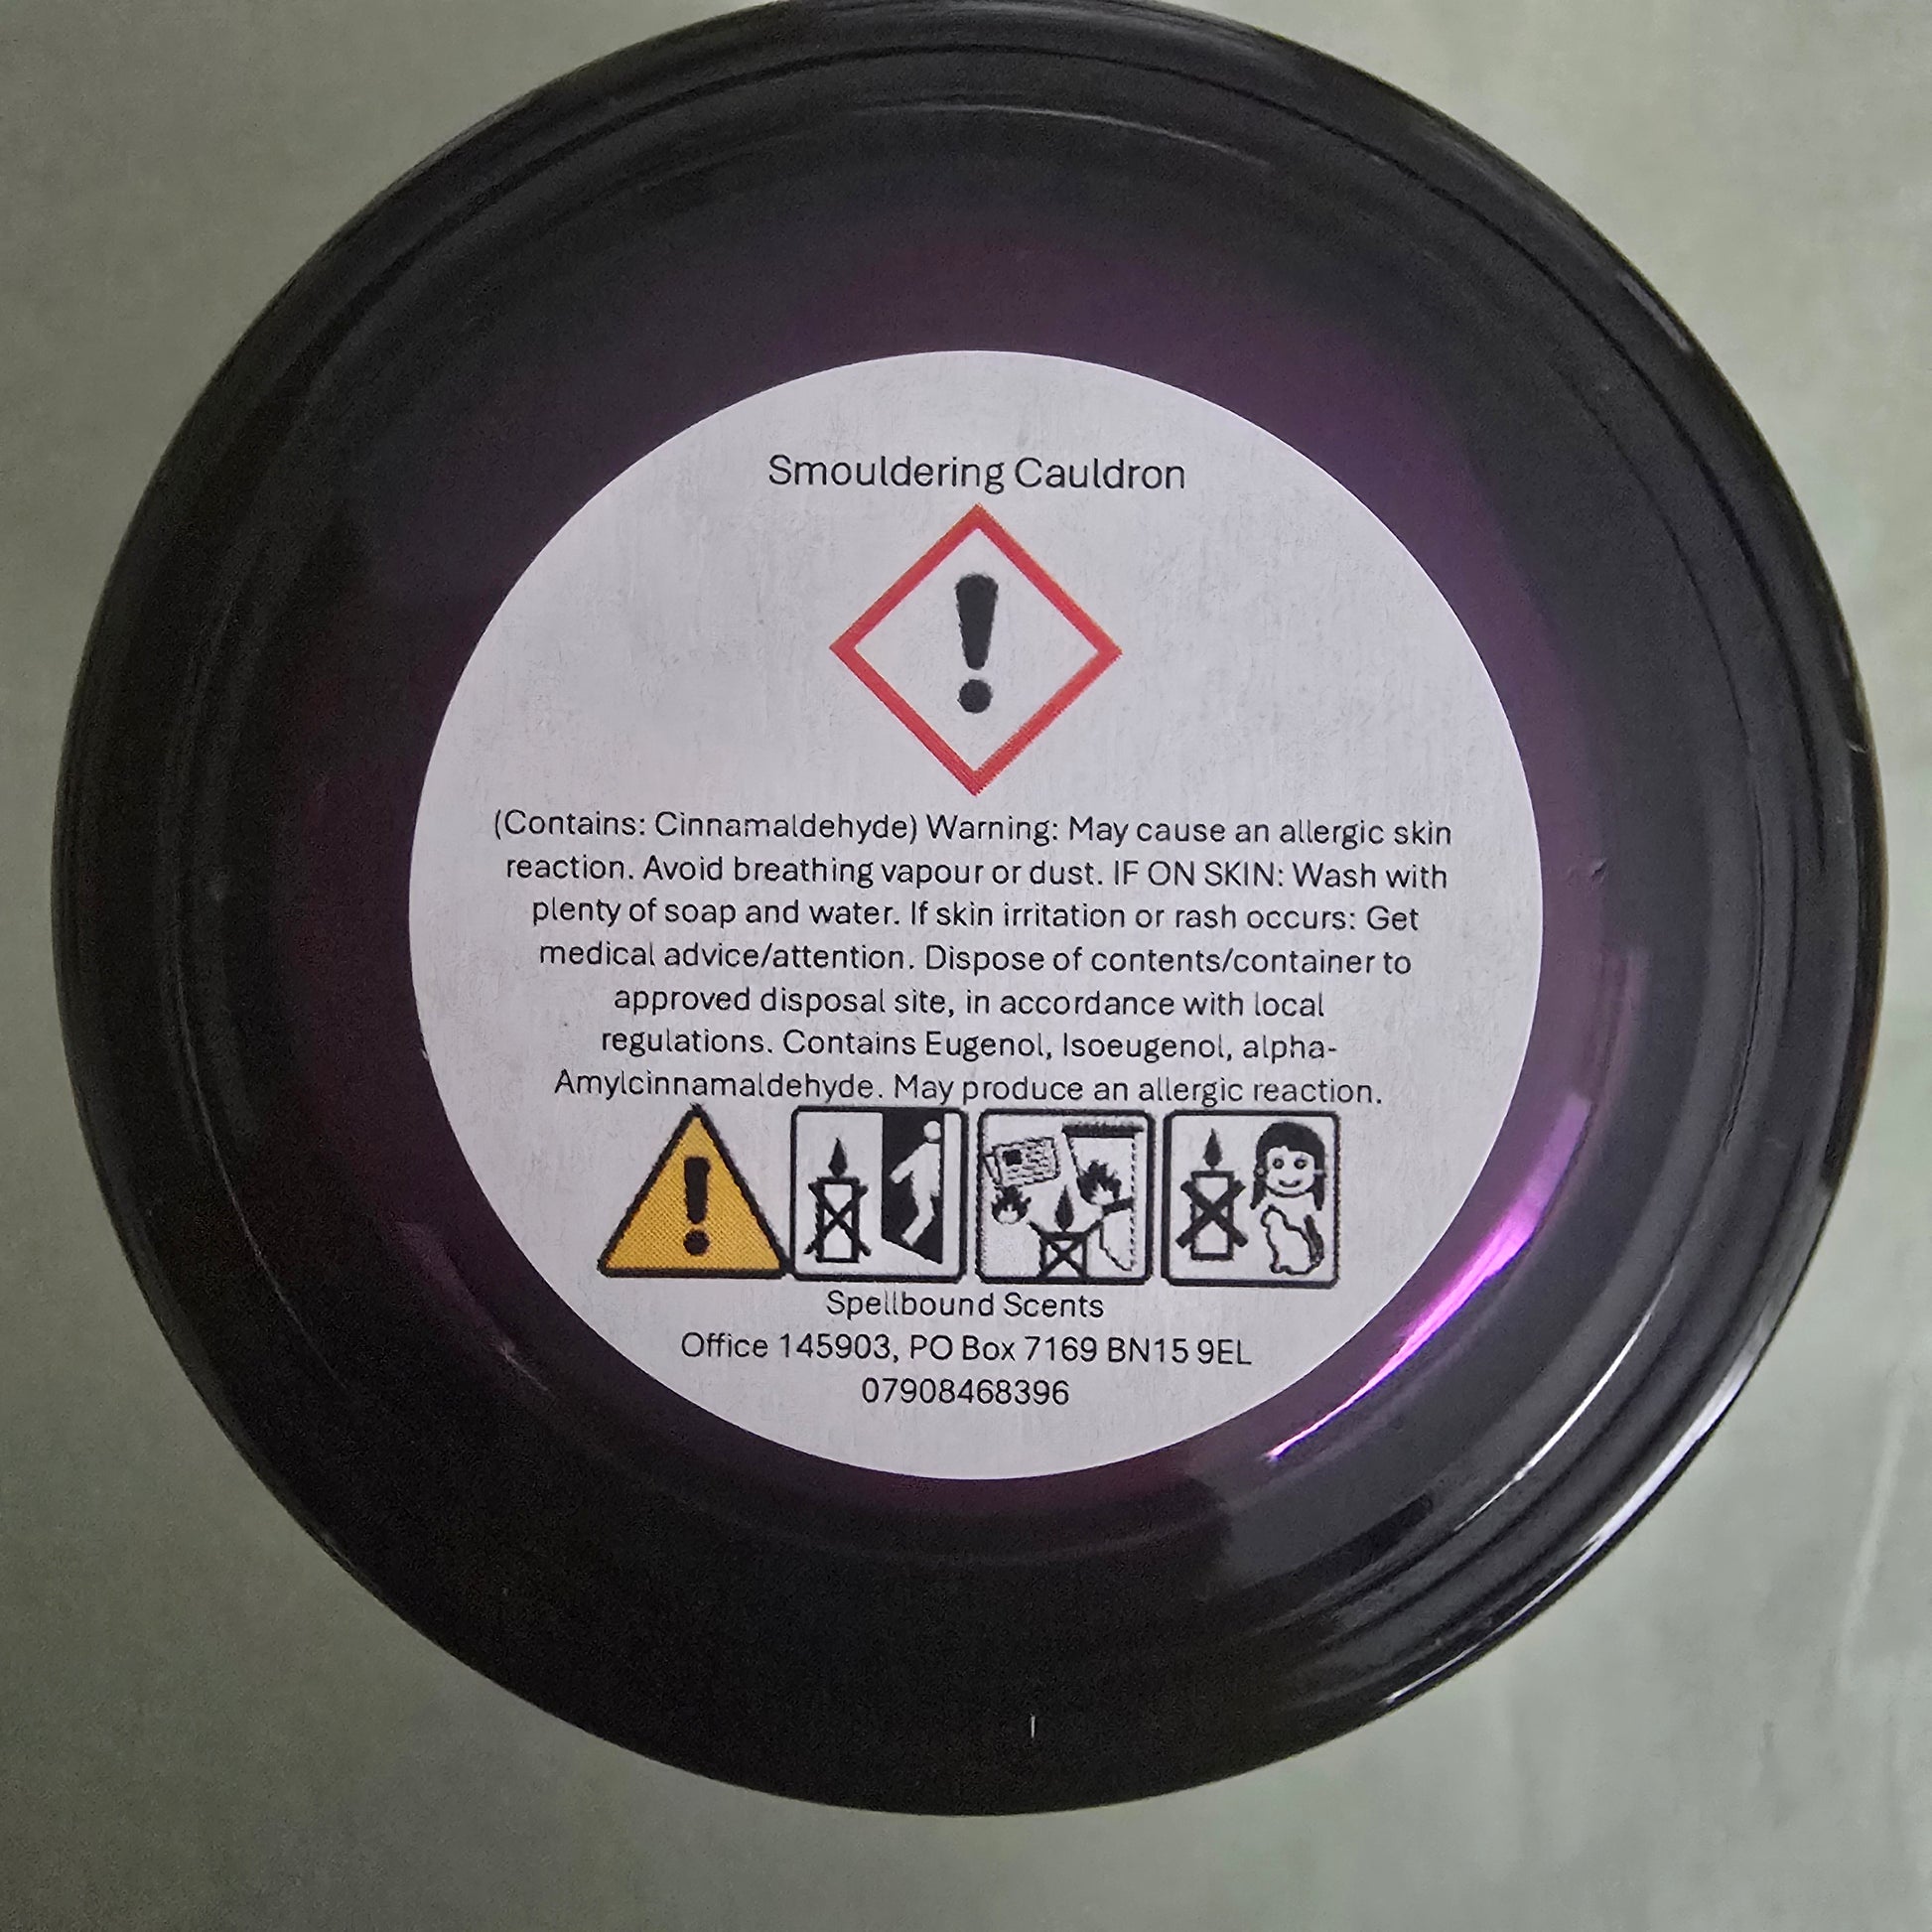 Smouldering Cauldron
(Contains: Cinnamaldehyde) Warning: May cause an allergic skin
reaction. Avoid breathing vapour or dust. IF ON SKIN: Wash with
plenty of soap and water. If skin irritation or rash occurs: Get
medical advice/attention. Dispose of contents/container to
approved disposal site, in accordance with local
regulations. Contains Eugenol, Isoeugenol, alpha-
Amylcinnamaldehyde. May produce an allergic reaction.
Spellbound Scents
Office 145903, PO Box 7169 BN15 9EL
07908468396